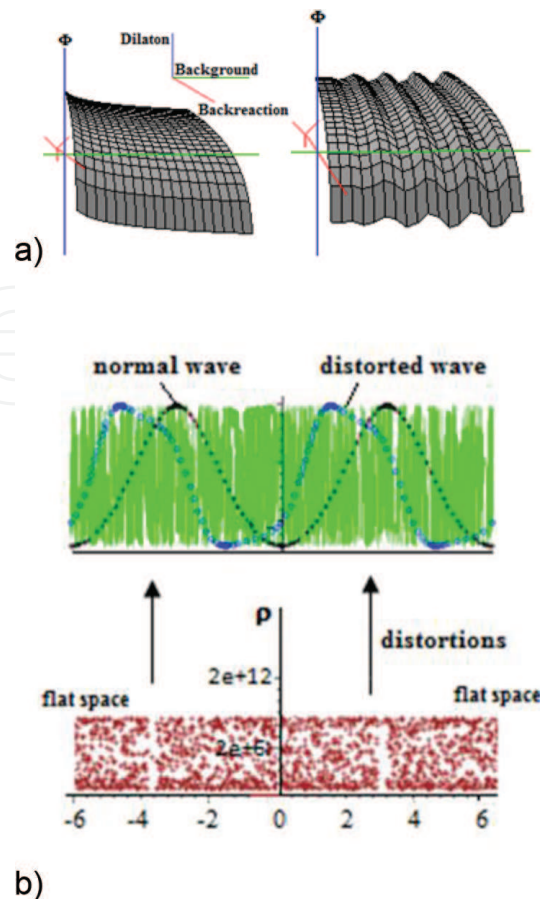 Φ
Dilaton
Background
Backreaction
Φ
a)
normal wave
distorted wave
ρ
distortions
2e+12
flat space
flat space
2e+6
-6 -4 -2 0 2 4 6
b)